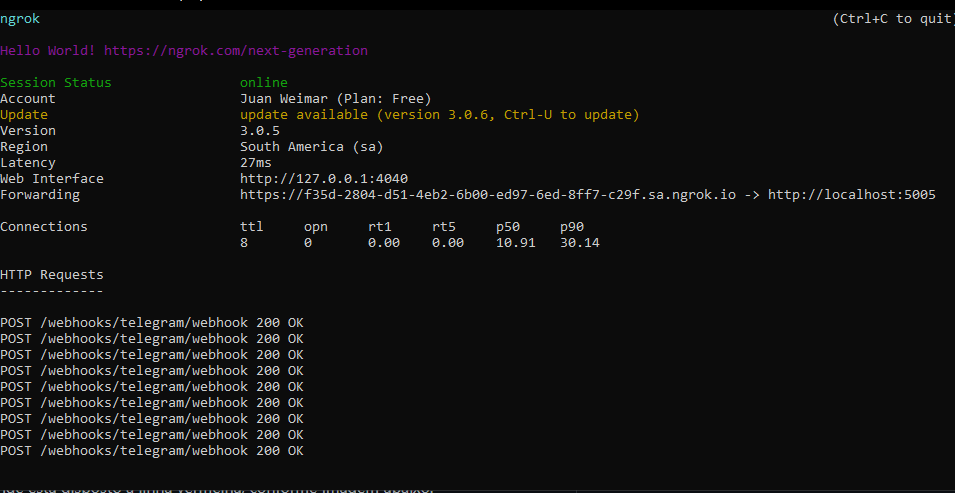 ngrok (Ctrl+C to quit)
Hello World! https://ngrok.com/next-generation
Session Status online
Account Juan Weimar (Plan: Free)
Update update available (version 3.0.6, Ctrl-U to update)
Version 3.0.5
Region South America (sa)
Latency 27ms
Web Interface http://127.0.0.1:4040
Forwarding https://f35d-2804-d51-4eb2-6b00-ed97-6ed-8ff7-c29f.sa.ngrok.io -> http://localhost:5005
Connections ttl opn rt1 rt5 p50 p90
8 0 0.00 0.00 10.91 30.14
HTTP Requests
-------------
POST /webhooks/telegram/webhook 200 OK
POST /webhooks/telegram/webhook 200 OK
POST /webhooks/telegram/webhook 200 OK
POST /webhooks/telegram/webhook 200 OK
POST /webhooks/telegram/webhook 200 OK
POST /webhooks/telegram/webhook 200 OK
POST /webhooks/telegram/webhook 200 OK
POST /webhooks/telegram/webhook 200 OK
POST /webhooks/telegram/webhook 200 OK